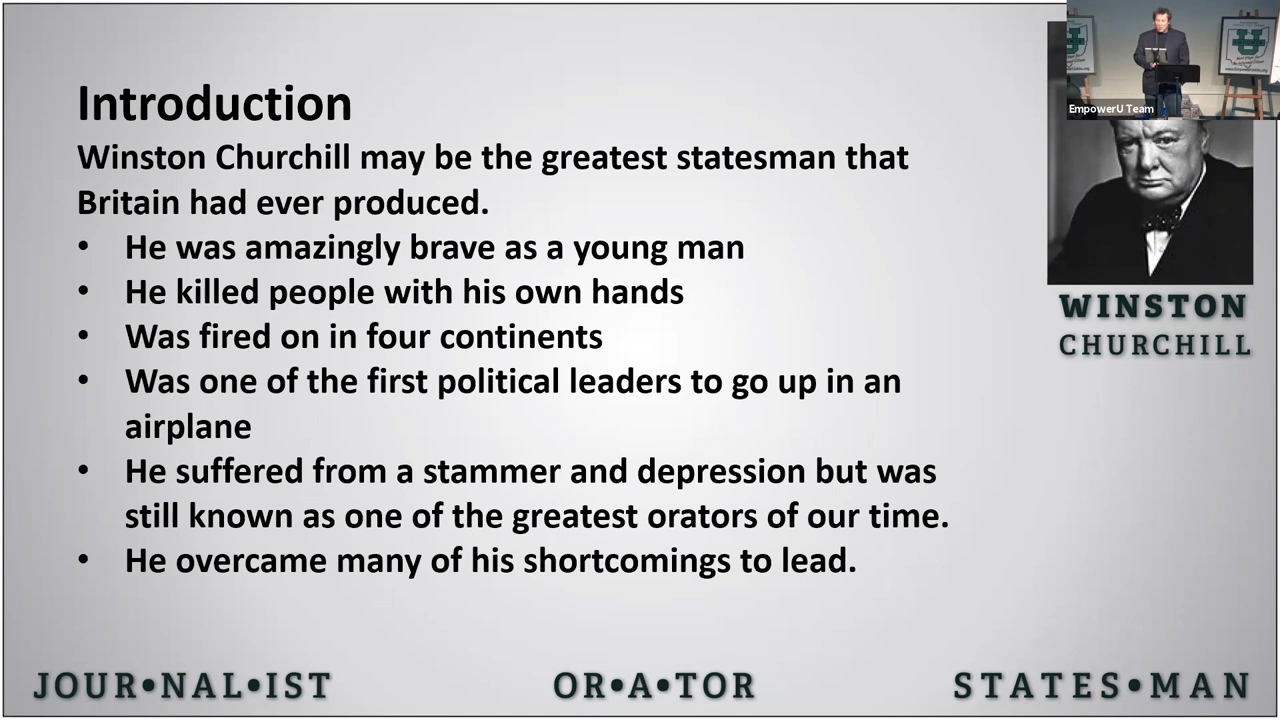 Introduction
Winston Churchill may be the greatest statesman that
Britain had ever produced.
• He was amazingly brave as a young man
• He killed people with his own hands
• Was fired on in four continents
• Was one of the first political leaders to go up in an
airplane
• He suffered from a stammer and depression but was
still known as one of the greatest orators of our time.
• He overcame many of his shortcomings to lead.
EmpowerU Team
WINSTON
CHURCHILL
JOUR•NAL•IST
OR•A•TOR
STATES•MAN